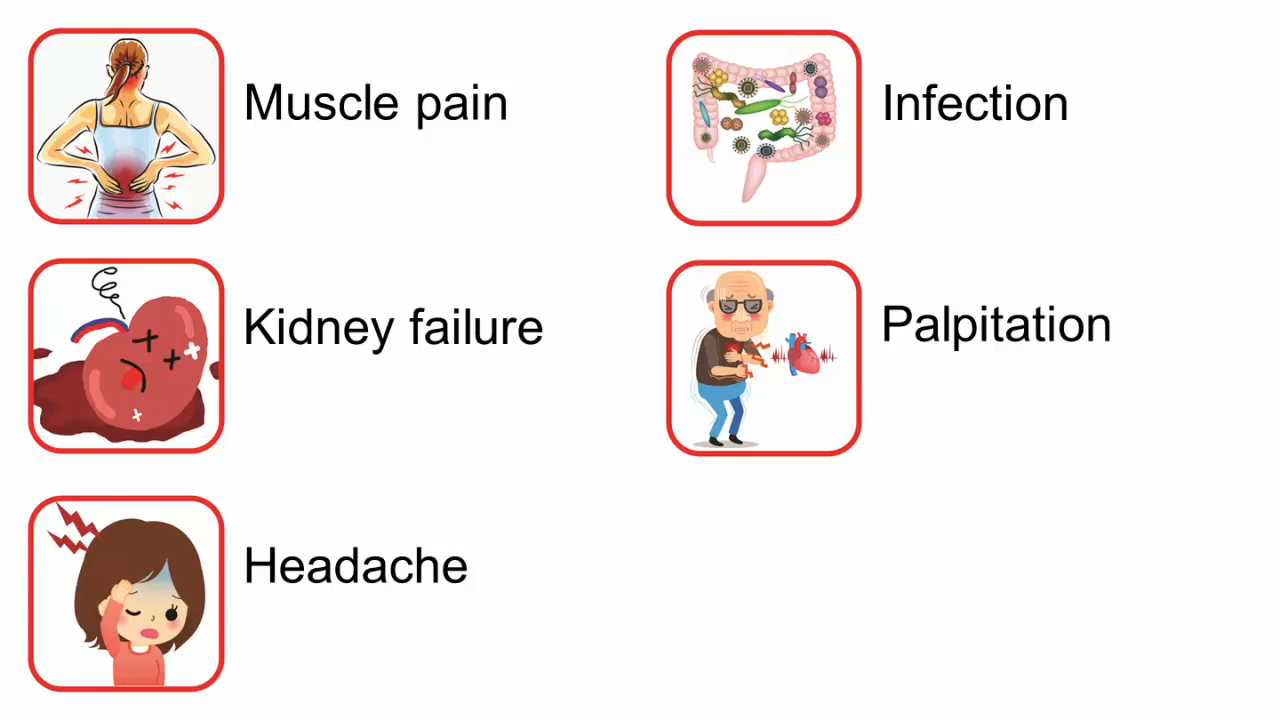 Muscle pain
Kidney failure
Headache
Infection
Palpitation